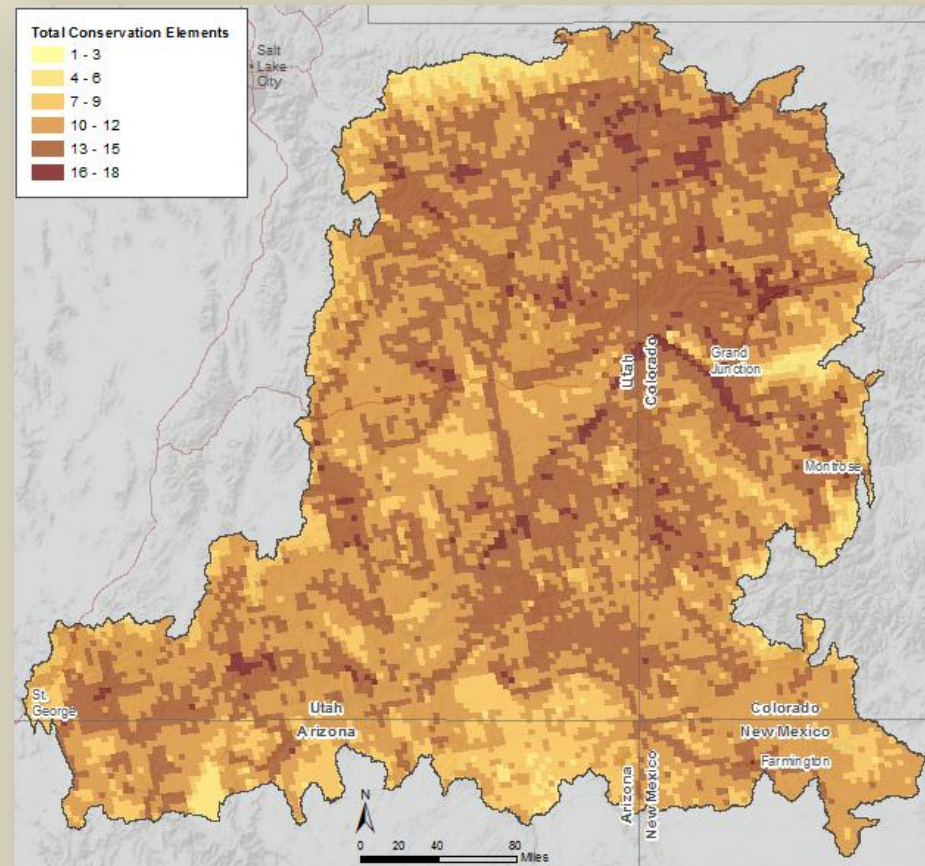 Total Conservation Elements
1 - 3
4 - 6
7 - 9
10 - 12
13 - 15
16 - 18
Salt
Lake
City
Utah
Colorado
Grand
Junction
Montrose
St.
George
Utah
Arizona
Colorado
New Mexico
Farmington
Arizona
New Mexico
N
0 20 40 80
Miles